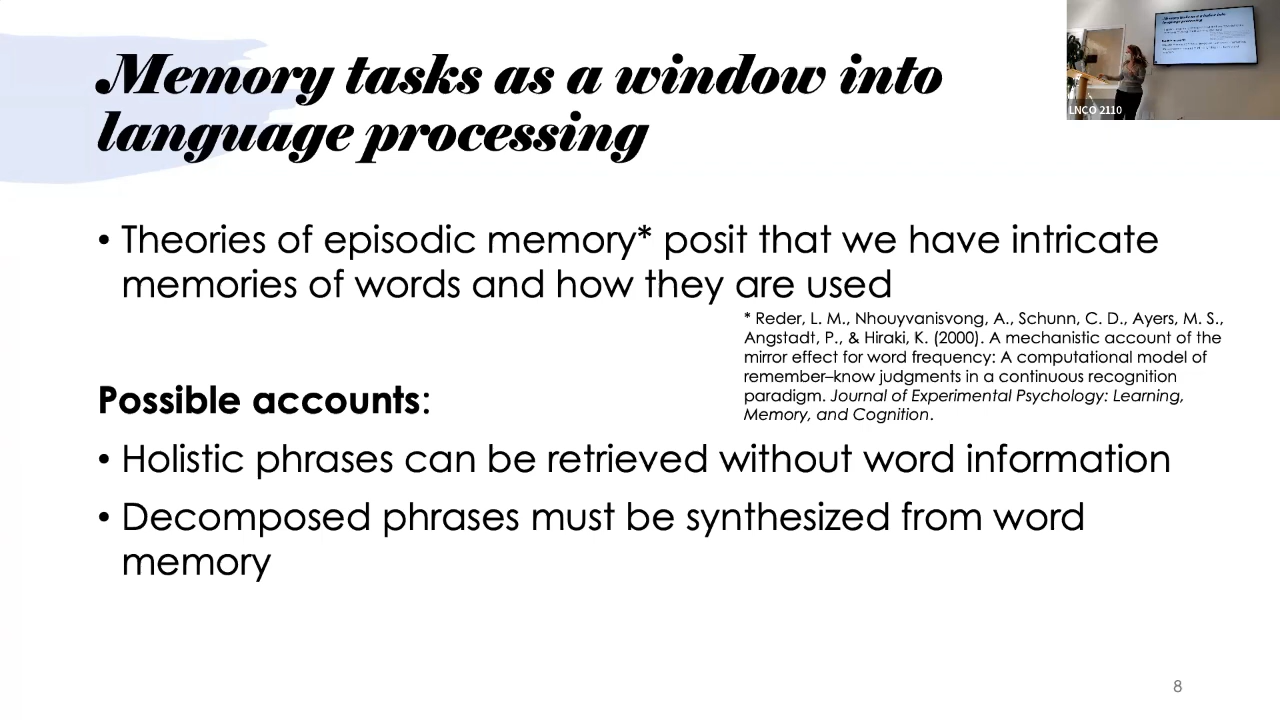 Memory tasks as a window into
language processing
LNCO 2110
• Theories of episodic memory* posit that we have intricate
memories of words and how they are used
* Reder, L. M., Nhouyvanisvong, A., Schunn, C. D., Ayers, M. S.,
Angstadt, P., & Hiraki, K. (2000). A mechanistic account of the
mirror effect for word frequency: A computational model of
remember–know judgments in a continuous recognition
paradigm. Journal of Experimental Psychology: Learning,
Memory, and Cognition.
Possible accounts:
• Holistic phrases can be retrieved without word information
• Decomposed phrases must be synthesized from word
memory
8